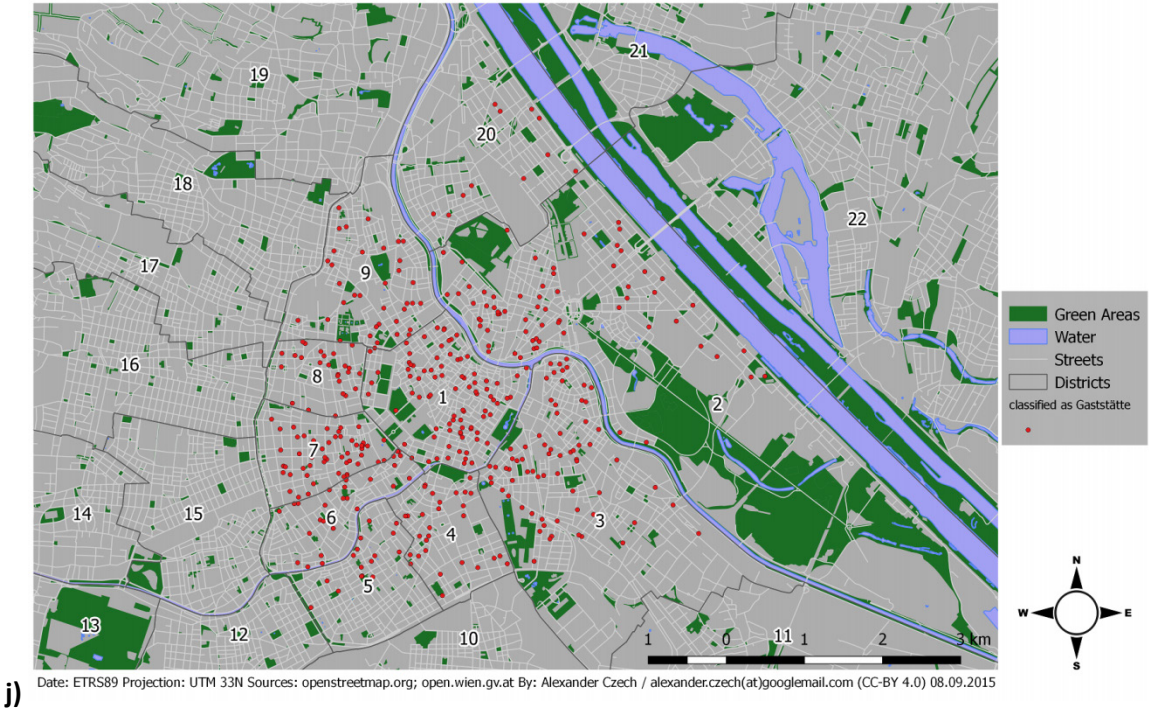 21
19
20
18
22
17
9
16
8
1
2
7
14
15
6
3
4
5
13
12
10
11
1 0 1 2 3 km
Green Areas
Water
Streets
Districts
classified as Gaststätte
N
W E
S
j) Date: ETRS89 Projection: UTM 33N Sources: openstreetmap.org; open.wien.gv.at By: Alexander Czech / alexander.czech(at)googlemail.com (CC-BY 4.0) 08.09.2015